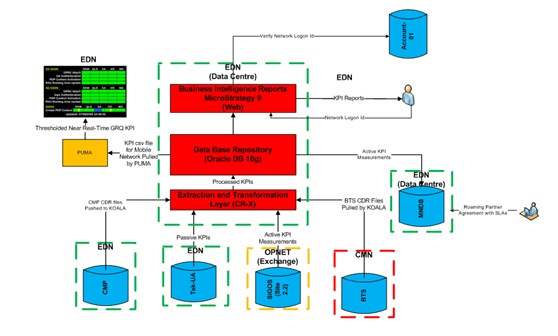 Verify Network Logon Id
Account-
01
EDN
EDN
(Data Centre)
EDN
Business Intelligence Reports
MicroStrategy 9
(Web)
KPI Reports
Network Logon Id
Thresholded Near Real-Time GRQ KPI
PUMA
KPI csv file
for Mobile
Network Pulled
by PUMA
Data Base Repository
(Oracle DB 10g)
Active KPI
Measurements
Processed KPIs
EDN
(Data Centre)
MNDB
Roaming Partner
Agreement with SLAs
CMP CDR files
Pushed to KOALA
Extraction and Transformation
Layer (CR-X)
BTS CDR Files
Pulled by KOALA
Passive KPIs
Active KPI
Measurements
EDN
EDN
OPNET
(Exchange)
CMN
CMP
Tek-UA
SIGOS
(Site
2.2)
BTS